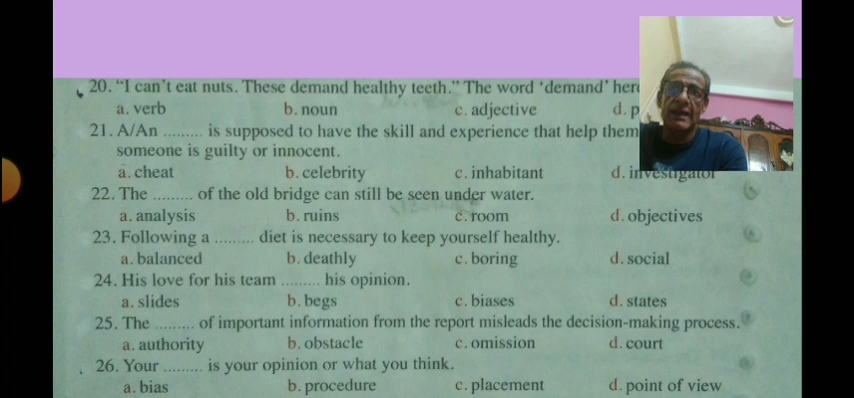 20. “I can’t eat nuts. These demand healthy teeth.” The word ‘demand’ here
a. verb b. noun c. adjective d. p
21. A/An ......... is supposed to have the skill and experience that help them
someone is guilty or innocent.
a. cheat b. celebrity c. inhabitant d. investigator
22. The ......... of the old bridge can still be seen under water.
a. analysis b. ruins c. room d. objectives
23. Following a ......... diet is necessary to keep yourself healthy.
a. balanced b. deathly c. boring d. social
24. His love for his team ......... his opinion.
a. slides b. begs c. biases d. states
25. The ......... of important information from the report misleads the decision-making process.
a. authority b. obstacle c. omission d. court
26. Your ......... is your opinion or what you think.
a. bias b. procedure c. placement d. point of view